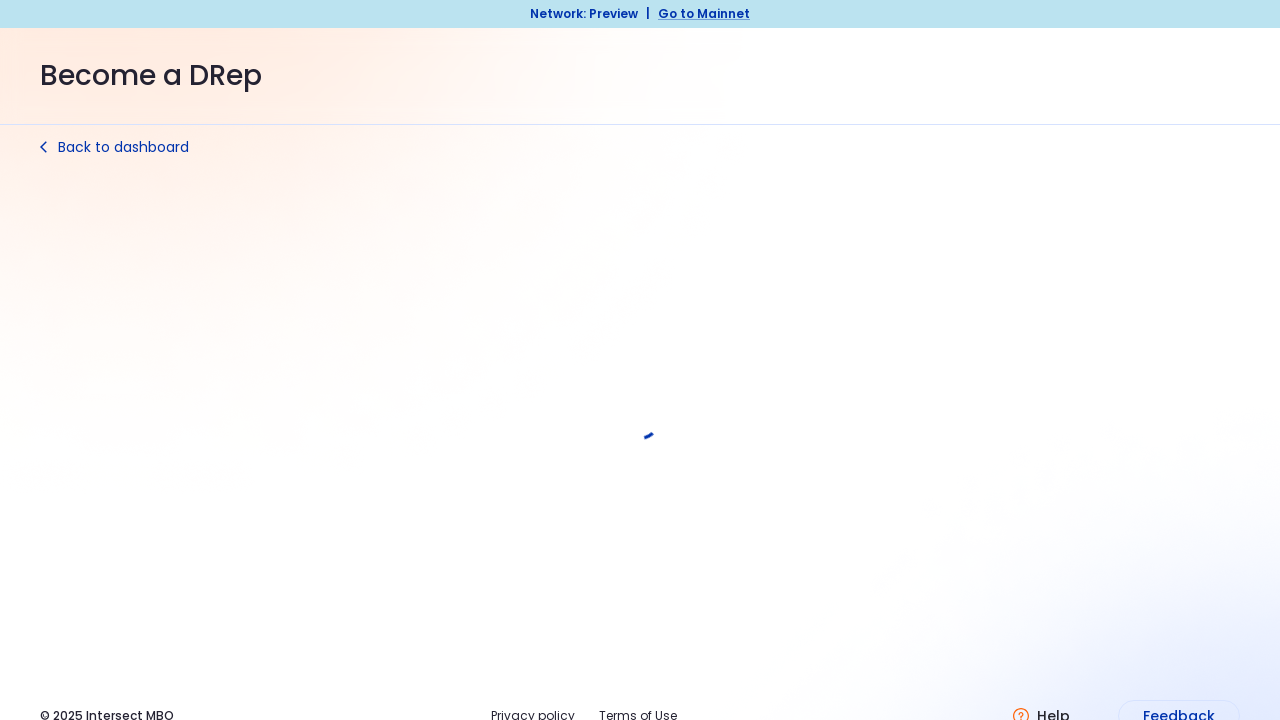 Network: Preview | Go to Mainnet
Become a DRep
Back to dashboard
© 2025 Intersect MBO
Privacy policy
Terms of Use
Help
Feedback